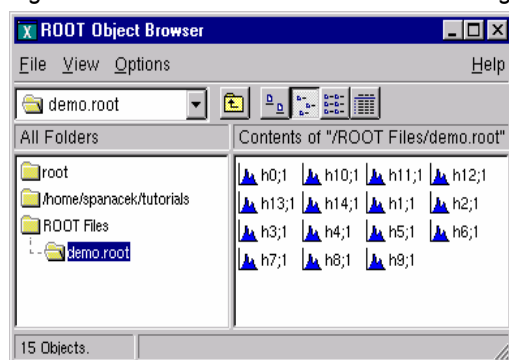 ROOT Object Browser
File View Options Help
demo.root
All Folders
Contents of "/ROOT Files/demo.root"
root
/home/spanacek/tutorials
ROOT Files
demo.root
h0;1 h10;1 h11;1 h12;1
h13;1 h14;1 h1;1 h2;1
h3;1 h4;1 h5;1 h6;1
h7;1 h8;1 h9;1
15 Objects.